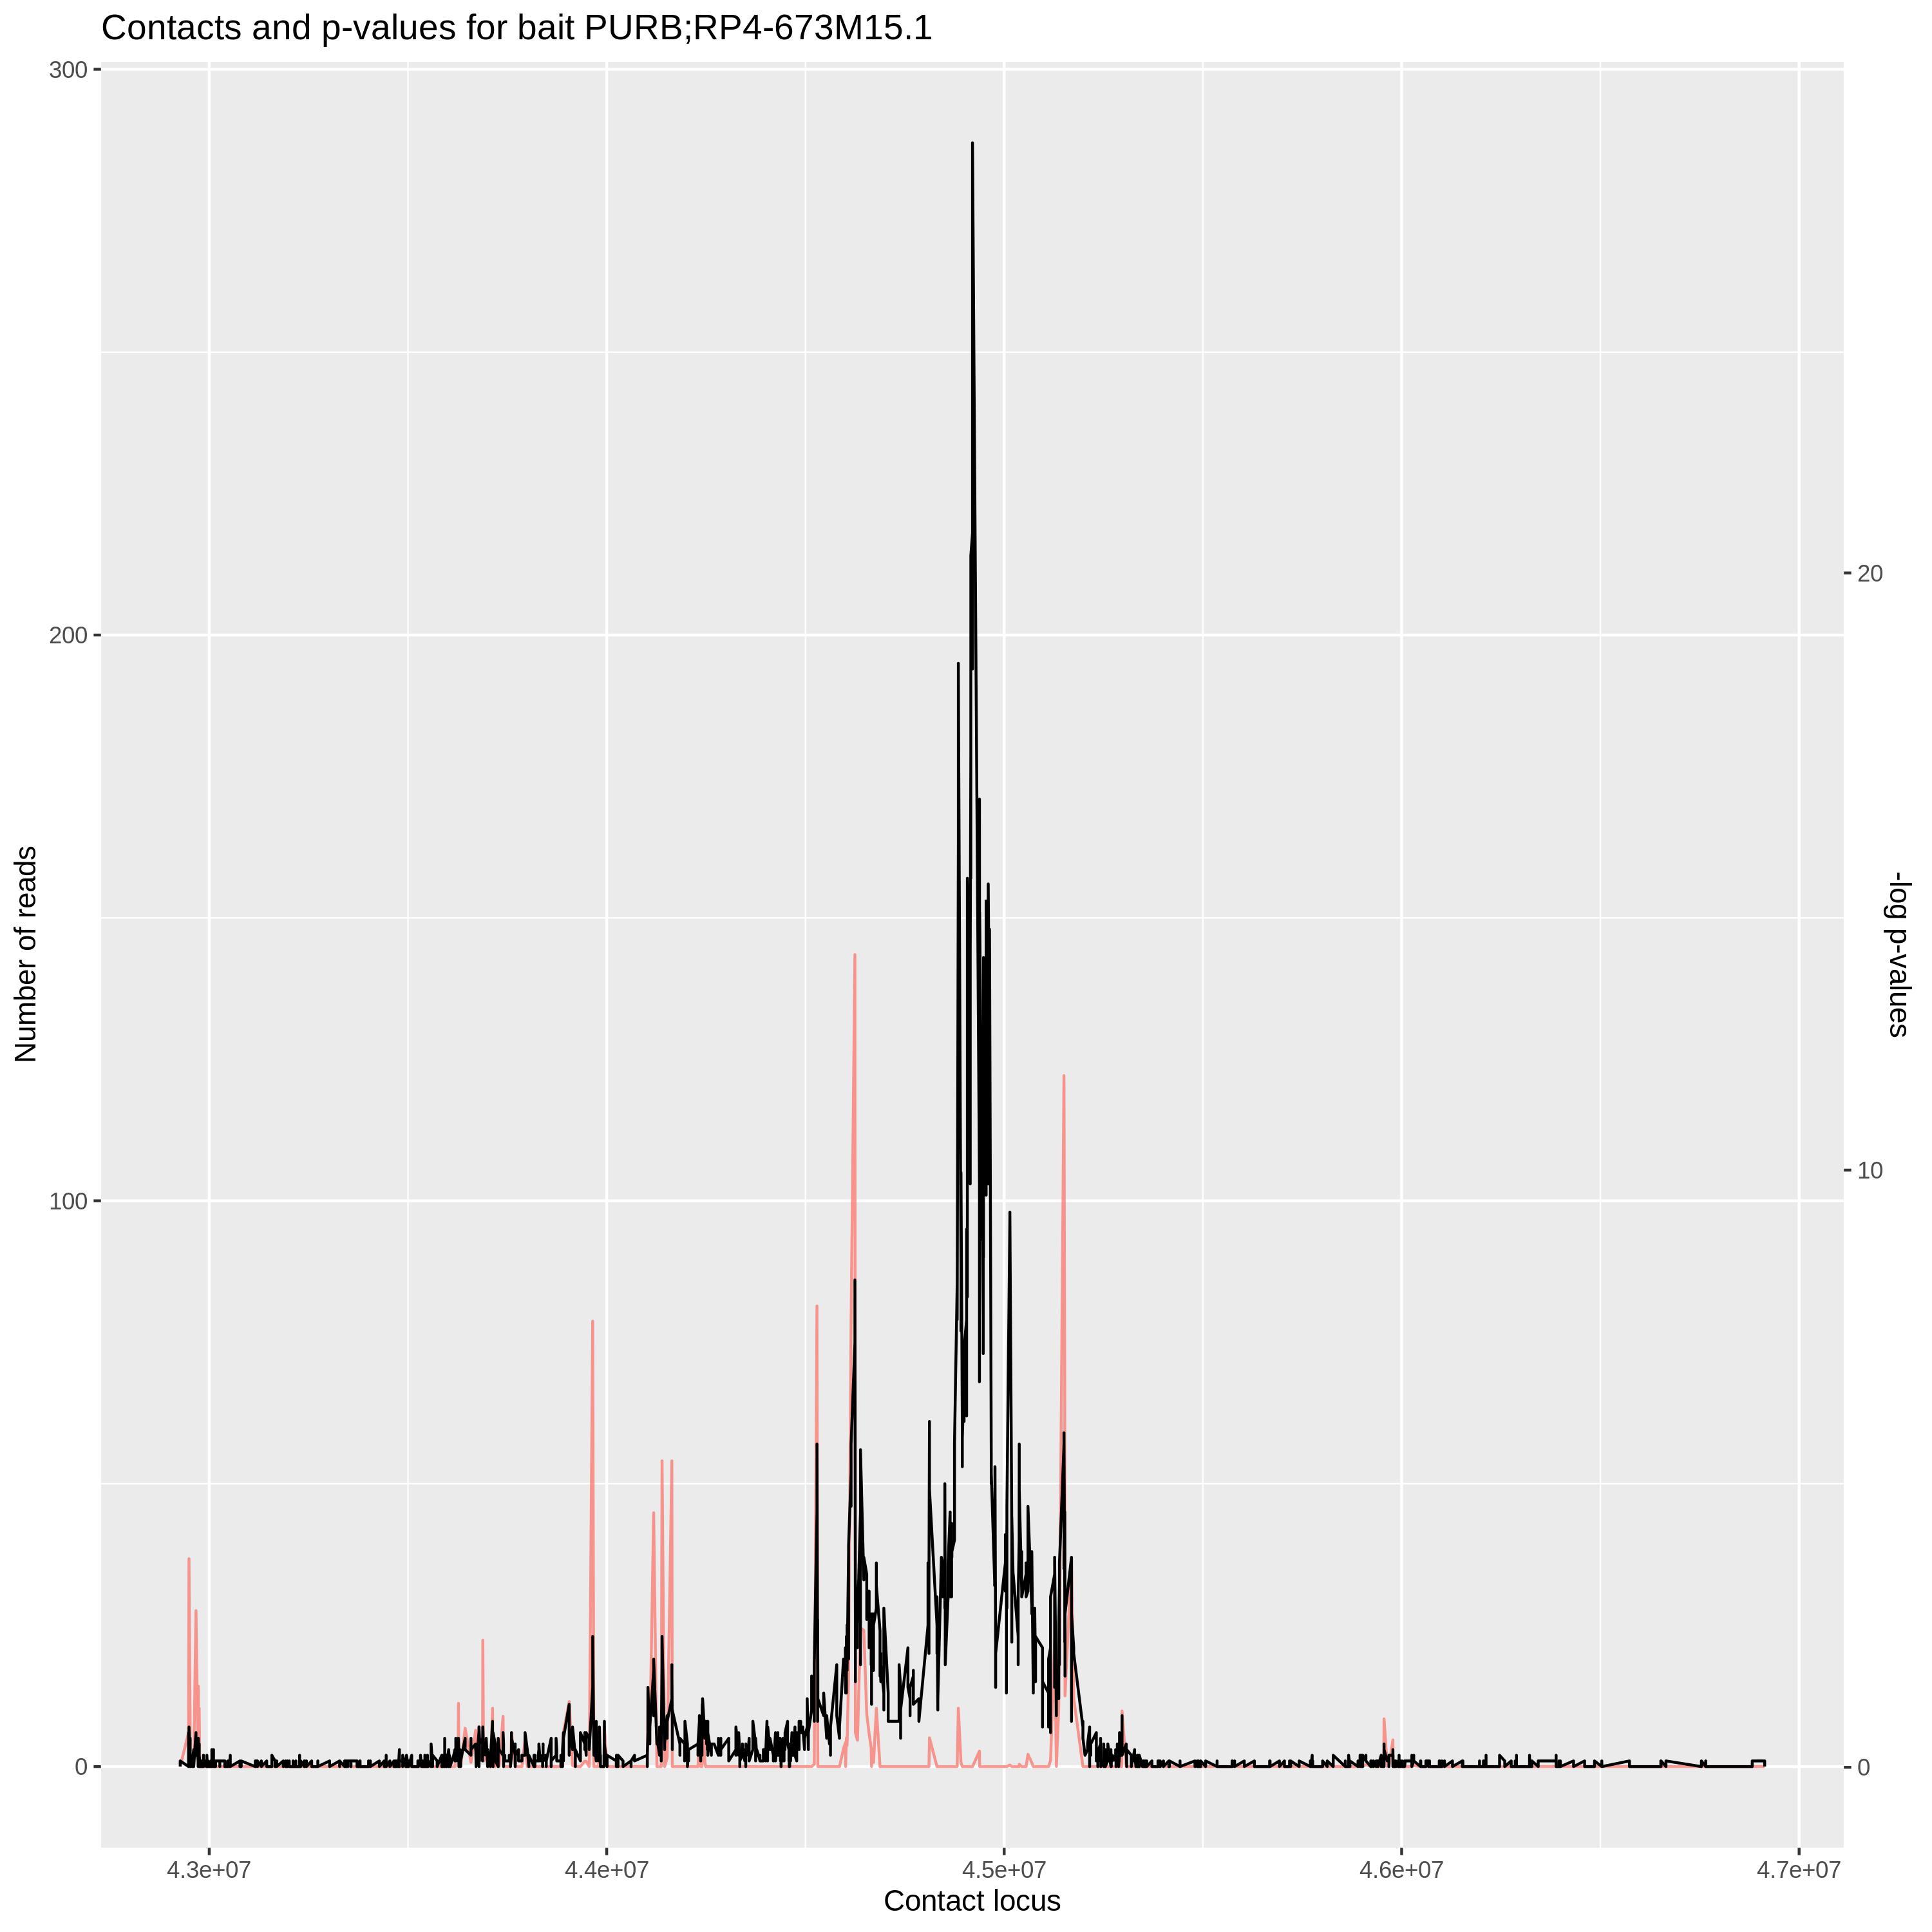 Contacts and p-values for bait PURB;RP4-673M15.1
300
200
100
0
Number of reads
20
10
0
-log p-values
4.3e+07
4.4e+07
4.5e+07
4.6e+07
4.7e+07
Contact locus